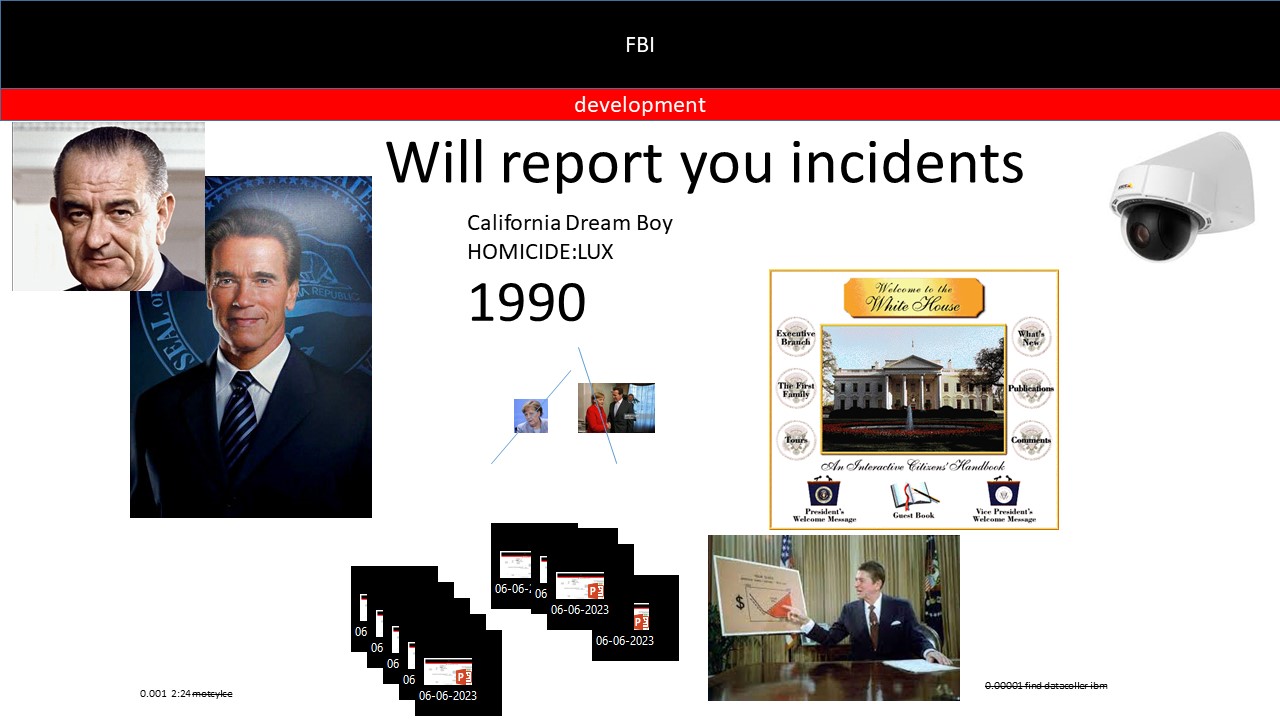 FBI
development
Will report you incidents
California Dream Boy
HOMICIDE:LUX
1990
REPUBLIC
SEAL
AXIS
Welcome to the
White House
Executive
Branch
What's
New
The First
Family
Publications
Tours
Comments
An Interactive Citizens' Handbook
President's
Welcome Message
Guest Book
Vice President's
Welcome Message
$
06-06-2
06
06-06-2023
06-06-2023
06
06
06
06
06-06-2023
0.001 2:24 motcylce
0.00001 find datacoller ibm